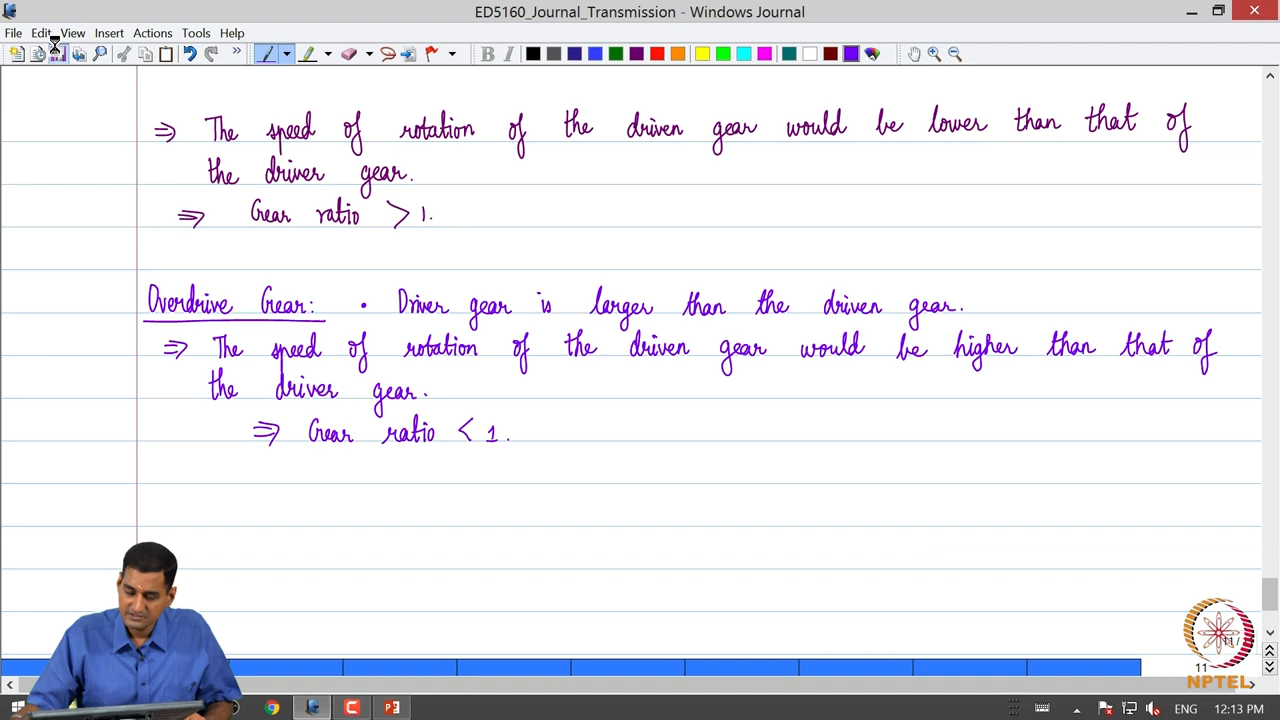 ED5160_Journal_Transmission - Windows Journal
File Edit View Insert Actions Tools Help
⇒ The speed of rotation of the driven gear would be lower than that of
the driver gear.
⇒ Gear ratio > 1.
Overdrive Gear: • Driver gear is larger than the driven gear.
⇒ The speed of rotation of the driven gear would be higher than that of
the driver gear.
⇒ Gear ratio < 1.
11/
11
NPTEL
ENG 12:13 PM